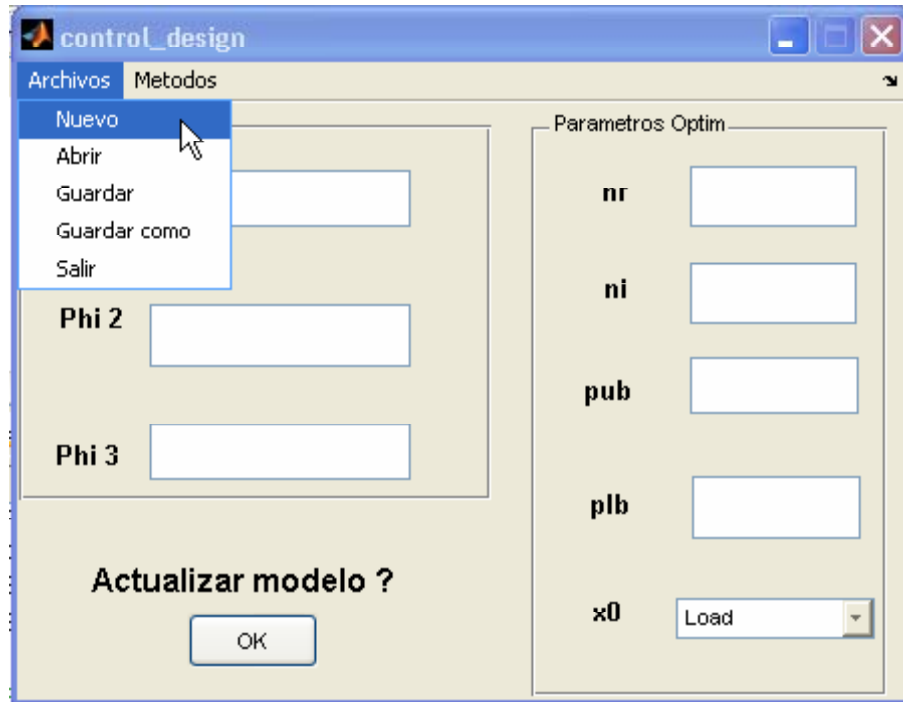 control_design
Archivos Metodos
Nuevo
Abrir
Guardar
Guardar como
Salir
Phi 2
Phi 3
Actualizar modelo ?
OK
Parametros Optim
nr
ni
pub
plb
x0 Load